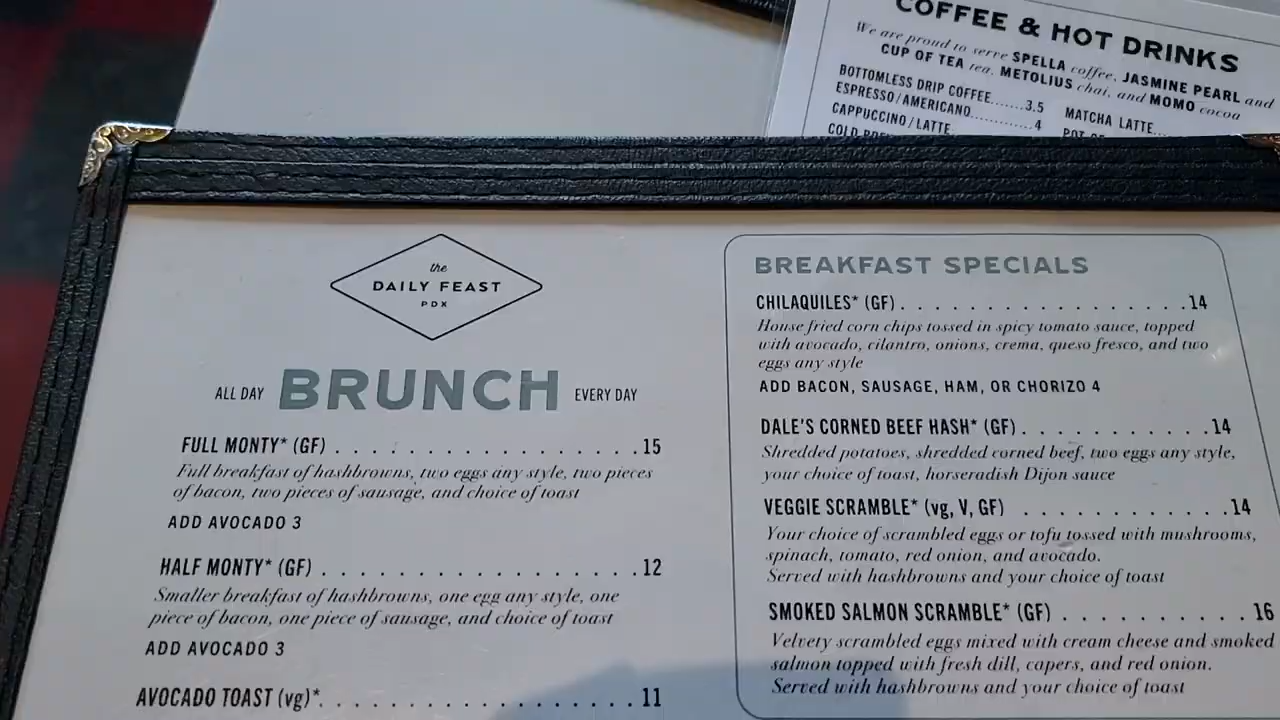 COFFEE & HOT DRINKS
We are proud to serve SPELLA coffee, JASMINE PEARL and
CUP OF TEA tea, METOLIUS chai, and MOMO cocoa
BOTTOMLESS DRIP COFFEE.......3.5
ESPRESSO/AMERICANO...........4
CAPPUCCINO/LATTE
MATCHA LATTE
the
DAILY FEAST
PDX
ALL DAY BRUNCH EVERY DAY
FULL MONTY* (GF) . . . . . . . . . . . . . . . . . . 15
Full breakfast of hashbrowns, two eggs any style, two pieces
of bacon, two pieces of sausage, and choice of toast
ADD AVOCADO 3
HALF MONTY* (GF) . . . . . . . . . . . . . . . . . . . 12
Smaller breakfast of hashbrowns, one egg any style, one
piece of bacon, one piece of sausage, and choice of toast
ADD AVOCADO 3
AVOCADO TOAST (vg)*. . . . . . . . . . . . . . . . . . . 11
BREAKFAST SPECIALS
CHILAQUILES* (GF) . . . . . . . . . . . . . . . . . 14
House fried corn chips tossed in spicy tomato sauce, topped
with avocado, cilantro, onions, crema, queso fresco, and two
eggs any style
ADD BACON, SAUSAGE, HAM, OR CHORIZO 4
DALE'S CORNED BEEF HASH* (GF) . . . . . . . . . . . 14
Shredded potatoes, shredded corned beef, two eggs any style,
your choice of toast, horseradish Dijon sauce
VEGGIE SCRAMBLE* (vg, V, GF) . . . . . . . . . . . . 14
Your choice of scrambled eggs or tofu tossed with mushrooms,
spinach, tomato, red onion, and avocado.
Served with hashbrowns and your choice of toast
SMOKED SALMON SCRAMBLE* (GF) . . . . . . . . . . 16
Velvety scrambled eggs mixed with cream cheese and smoked
salmon topped with fresh dill, capers, and red onion.
Served with hashbrowns and your choice of toast